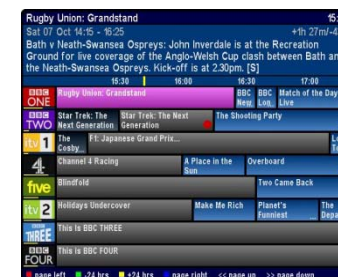 Rugby Union: Grandstand 15:
Sat 07 Oct 14:15 - 16:25 +1h 27m/-4
Bath v Neath-Swansea Ospreys: John Inverdale is at the Recreation
Ground for live coverage of the Anglo-Welsh Cup clash between Bath an
the Neath-Swansea Ospreys. Kick-off is at 2.30pm. [S]
15:30 16:00 16:30 17:00
BBC ONE Rugby Union: Grandstand BBC New BBC Lon.. Match of the Day Live
BBC TWO Star Trek: The Next Generation Star Trek: The Next Generation The Shooting Party
itv 1 The Cosby.. F1: Japanese Grand Prix...
4 Channel 4 Racing A Place in the Sun Overboard
five Blindfold Two Came Back
itv 2 Holidays Undercover Make Me Rich Planet's Funniest ... The Depa
BBC THREE This is BBC THREE
BBC FOUR This is BBC FOUR
page left -24 hrs +24 hrs page right << page up >> page down